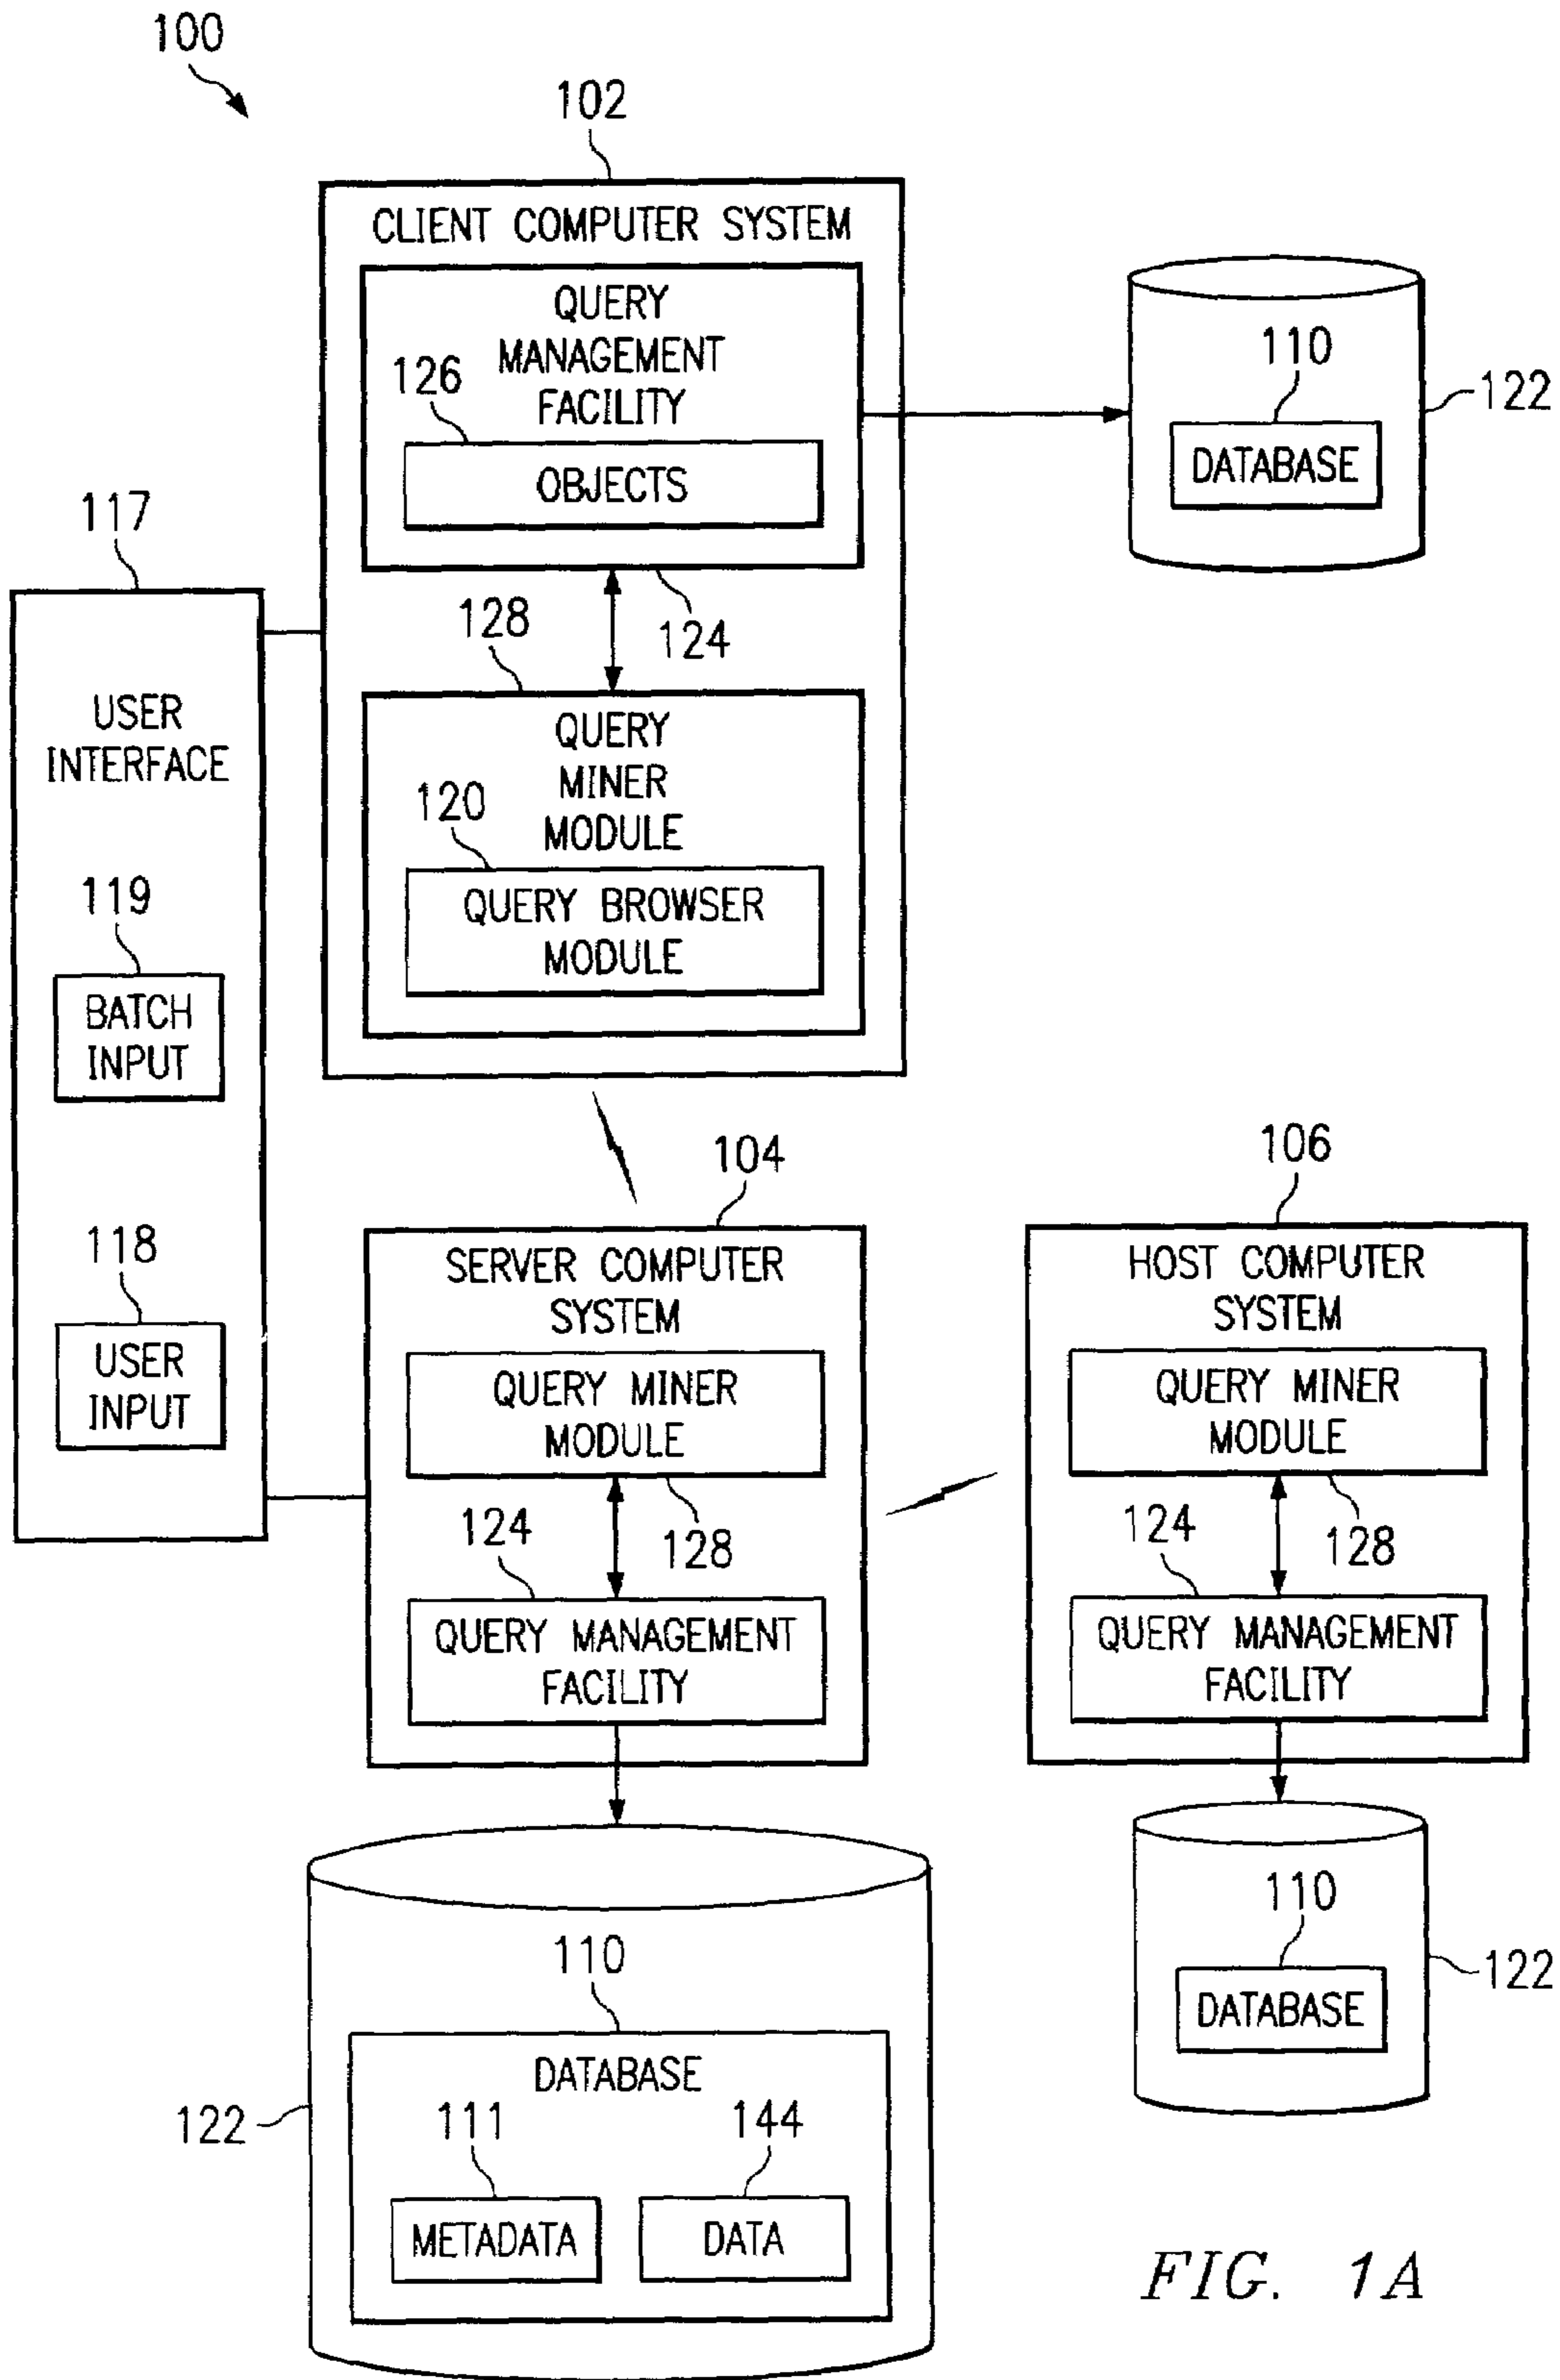 100
102
CLIENT COMPUTER SYSTEM
QUERY
MANAGEMENT
FACILITY
126
OBJECTS
110
122
DATABASE
117
128
124
USER
INTERFACE
QUERY
MINER
MODULE
120
QUERY BROWSER
MODULE
119
BATCH
INPUT
118
USER
INPUT
104
SERVER COMPUTER
SYSTEM
QUERY MINER
MODULE
124
128
QUERY MANAGEMENT
FACILITY
106
HOST COMPUTER
SYSTEM
QUERY MINER
MODULE
124
128
QUERY MANAGEMENT
FACILITY
110
DATABASE
122
111
144
METADATA
DATA
110
122
DATABASE
FIG. 1A